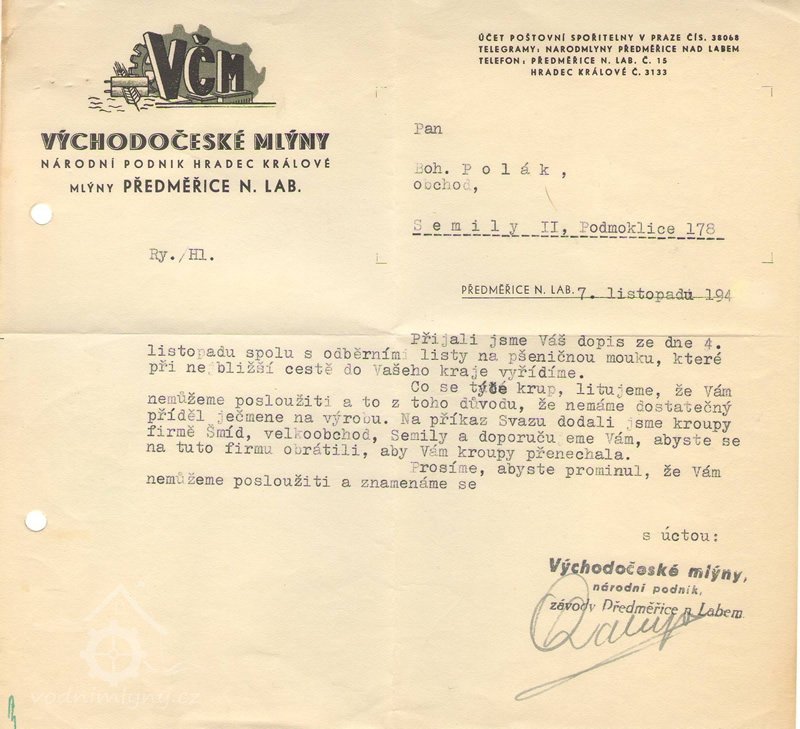 VČM
VÝCHODOČESKÉ MLÝNY
NÁRODNÍ PODNIK HRADEC KRÁLOVÉ
MLÝNY PŘEDMĚŘICE N. LAB.
ÚČET POŠTOVNÍ SPOŘITELNY V PRAZE ČÍS. 38068
TELEGRAMY: NARODMLYNY PŘEDMĚŘICE NAD LABEM
TELEFON: PŘEDMĚŘICE N. LAB. Č. 15
HRADEC KRÁLOVÉ Č. 3133
Pan
Boh. Polák,
obchod,
Semily II, Podmoklice 178
Ry./Hl.
PŘEDMĚŘICE N. LAB. 7. listopadu 194
Přijali jsme Váš dopis ze dne 4.
listopadu spolu s odběrními listy na pšeničnou mouku, které
při nejbližší cestě do Vašeho kraje vyřídíme.
Co se týče krup, litujeme, že Vám
nemůžeme posloužiti a to z toho důvodu, že nemáme dostatečný
příděl ječmene na výrobu. Na příkaz Svazu dodali jsme kroupy
firmě Šmíd, velkoobchod, Semily a doporučujeme Vám, abyste se
na tuto firmu obrátili, aby Vám kroupy přenechala.
Prosíme, abyste prominul, že Vám
nemůžeme posloužiti a znamenáme se
s úctou:
Východočeské mlýny,
národní podnik,
závody Předměřice n Labem
vodnimlyny.cz